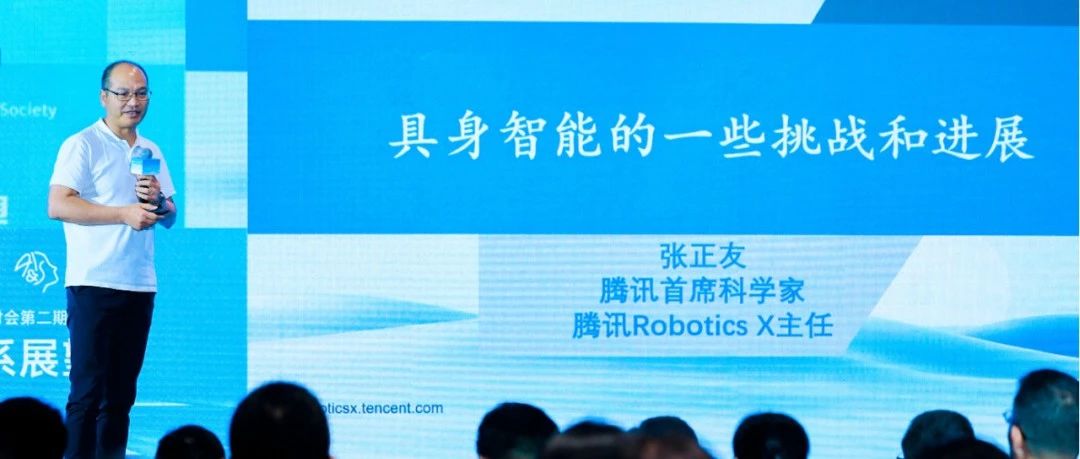 Society
具身智能的一些挑战和进展
张正友
腾讯首席科学家
腾讯Robotics X主任
会第二期
系展望
oticsx.tencent.com